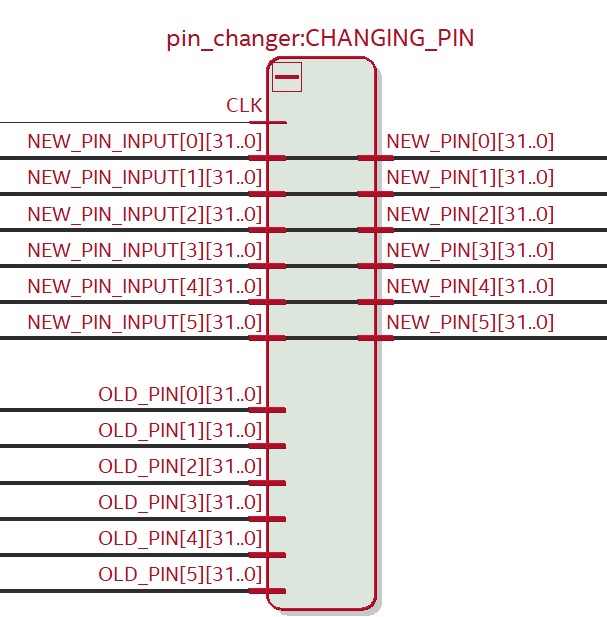 pin_changer:CHANGING_PIN
CLK
NEW_PIN_INPUT[0][31..0] NEW_PIN[0][31..0]
NEW_PIN_INPUT[1][31..0] NEW_PIN[1][31..0]
NEW_PIN_INPUT[2][31..0] NEW_PIN[2][31..0]
NEW_PIN_INPUT[3][31..0] NEW_PIN[3][31..0]
NEW_PIN_INPUT[4][31..0] NEW_PIN[4][31..0]
NEW_PIN_INPUT[5][31..0] NEW_PIN[5][31..0]
OLD_PIN[0][31..0]
OLD_PIN[1][31..0]
OLD_PIN[2][31..0]
OLD_PIN[3][31..0]
OLD_PIN[4][31..0]
OLD_PIN[5][31..0]